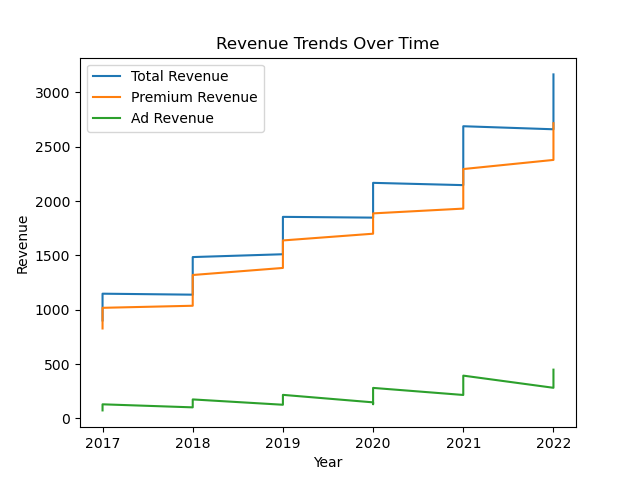 Revenue Trends Over Time
Total Revenue
Premium Revenue
Ad Revenue
3000
2500
2000
1500
1000
500
0
Revenue
2017 2018 2019 2020 2021 2022
Year